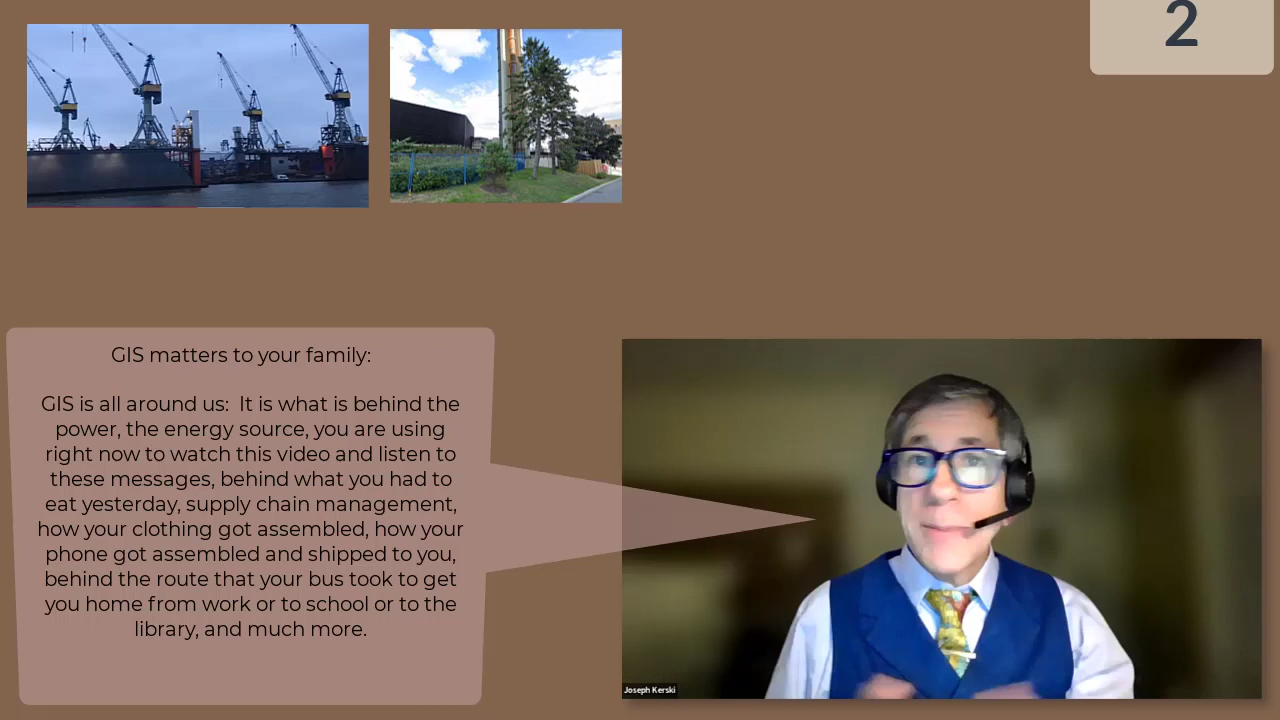 2
GIS matters to your family:
GIS is all around us:  It is what is behind the
power, the energy source, you are using
right now to watch this video and listen to
these messages, behind what you had to
eat yesterday, supply chain management,
how your clothing got assembled, how your
phone got assembled and shipped to you,
behind the route that your bus took to get
you home from work or to school or to the
library, and much more.
Joseph Kerski